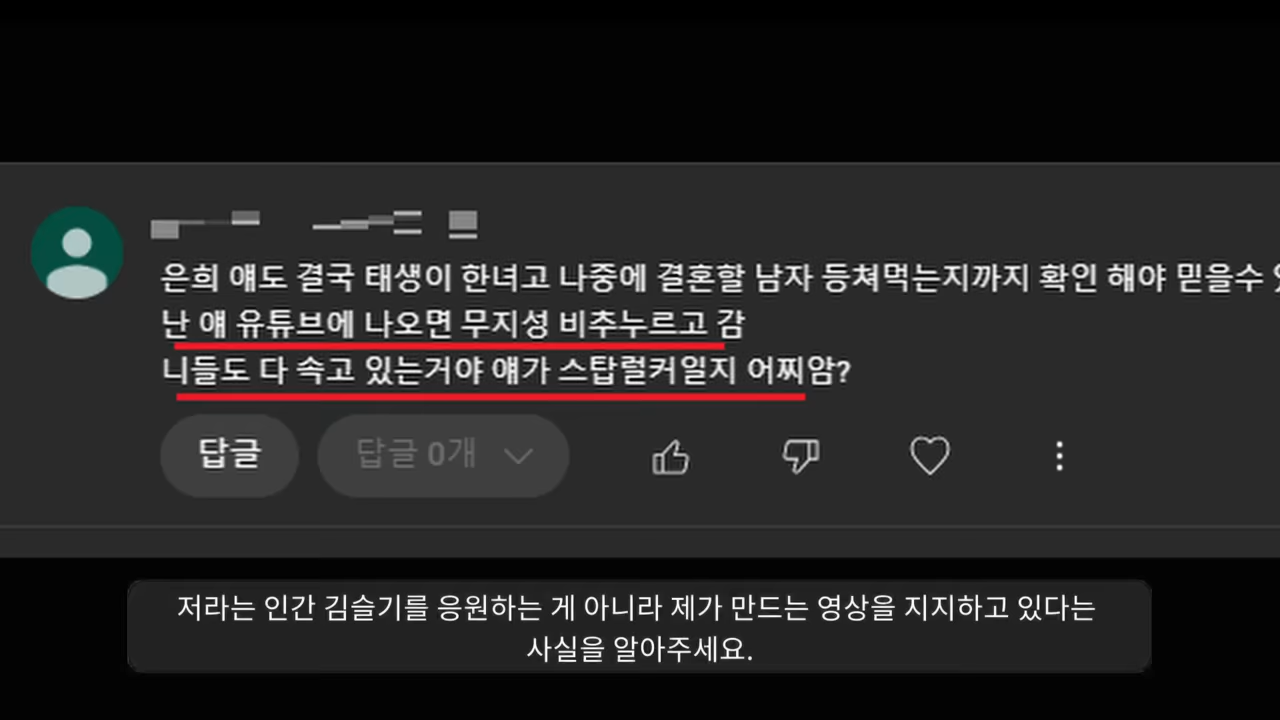 은희 얘도 결국 태생이 한녀고 나중에 결혼할 남자 등쳐먹는지까지 확인 해야 믿을수
난 얘 유튜브에 나오면 무지성 비추누르고 감
니들도 다 속고 있는거야 얘가 스탑럴커일지 어찌암?
답글
답글 0개
저라는 인간 김슬기를 응원하는 게 아니라 제가 만드는 영상을 지지하고 있다는
사실을 알아주세요.